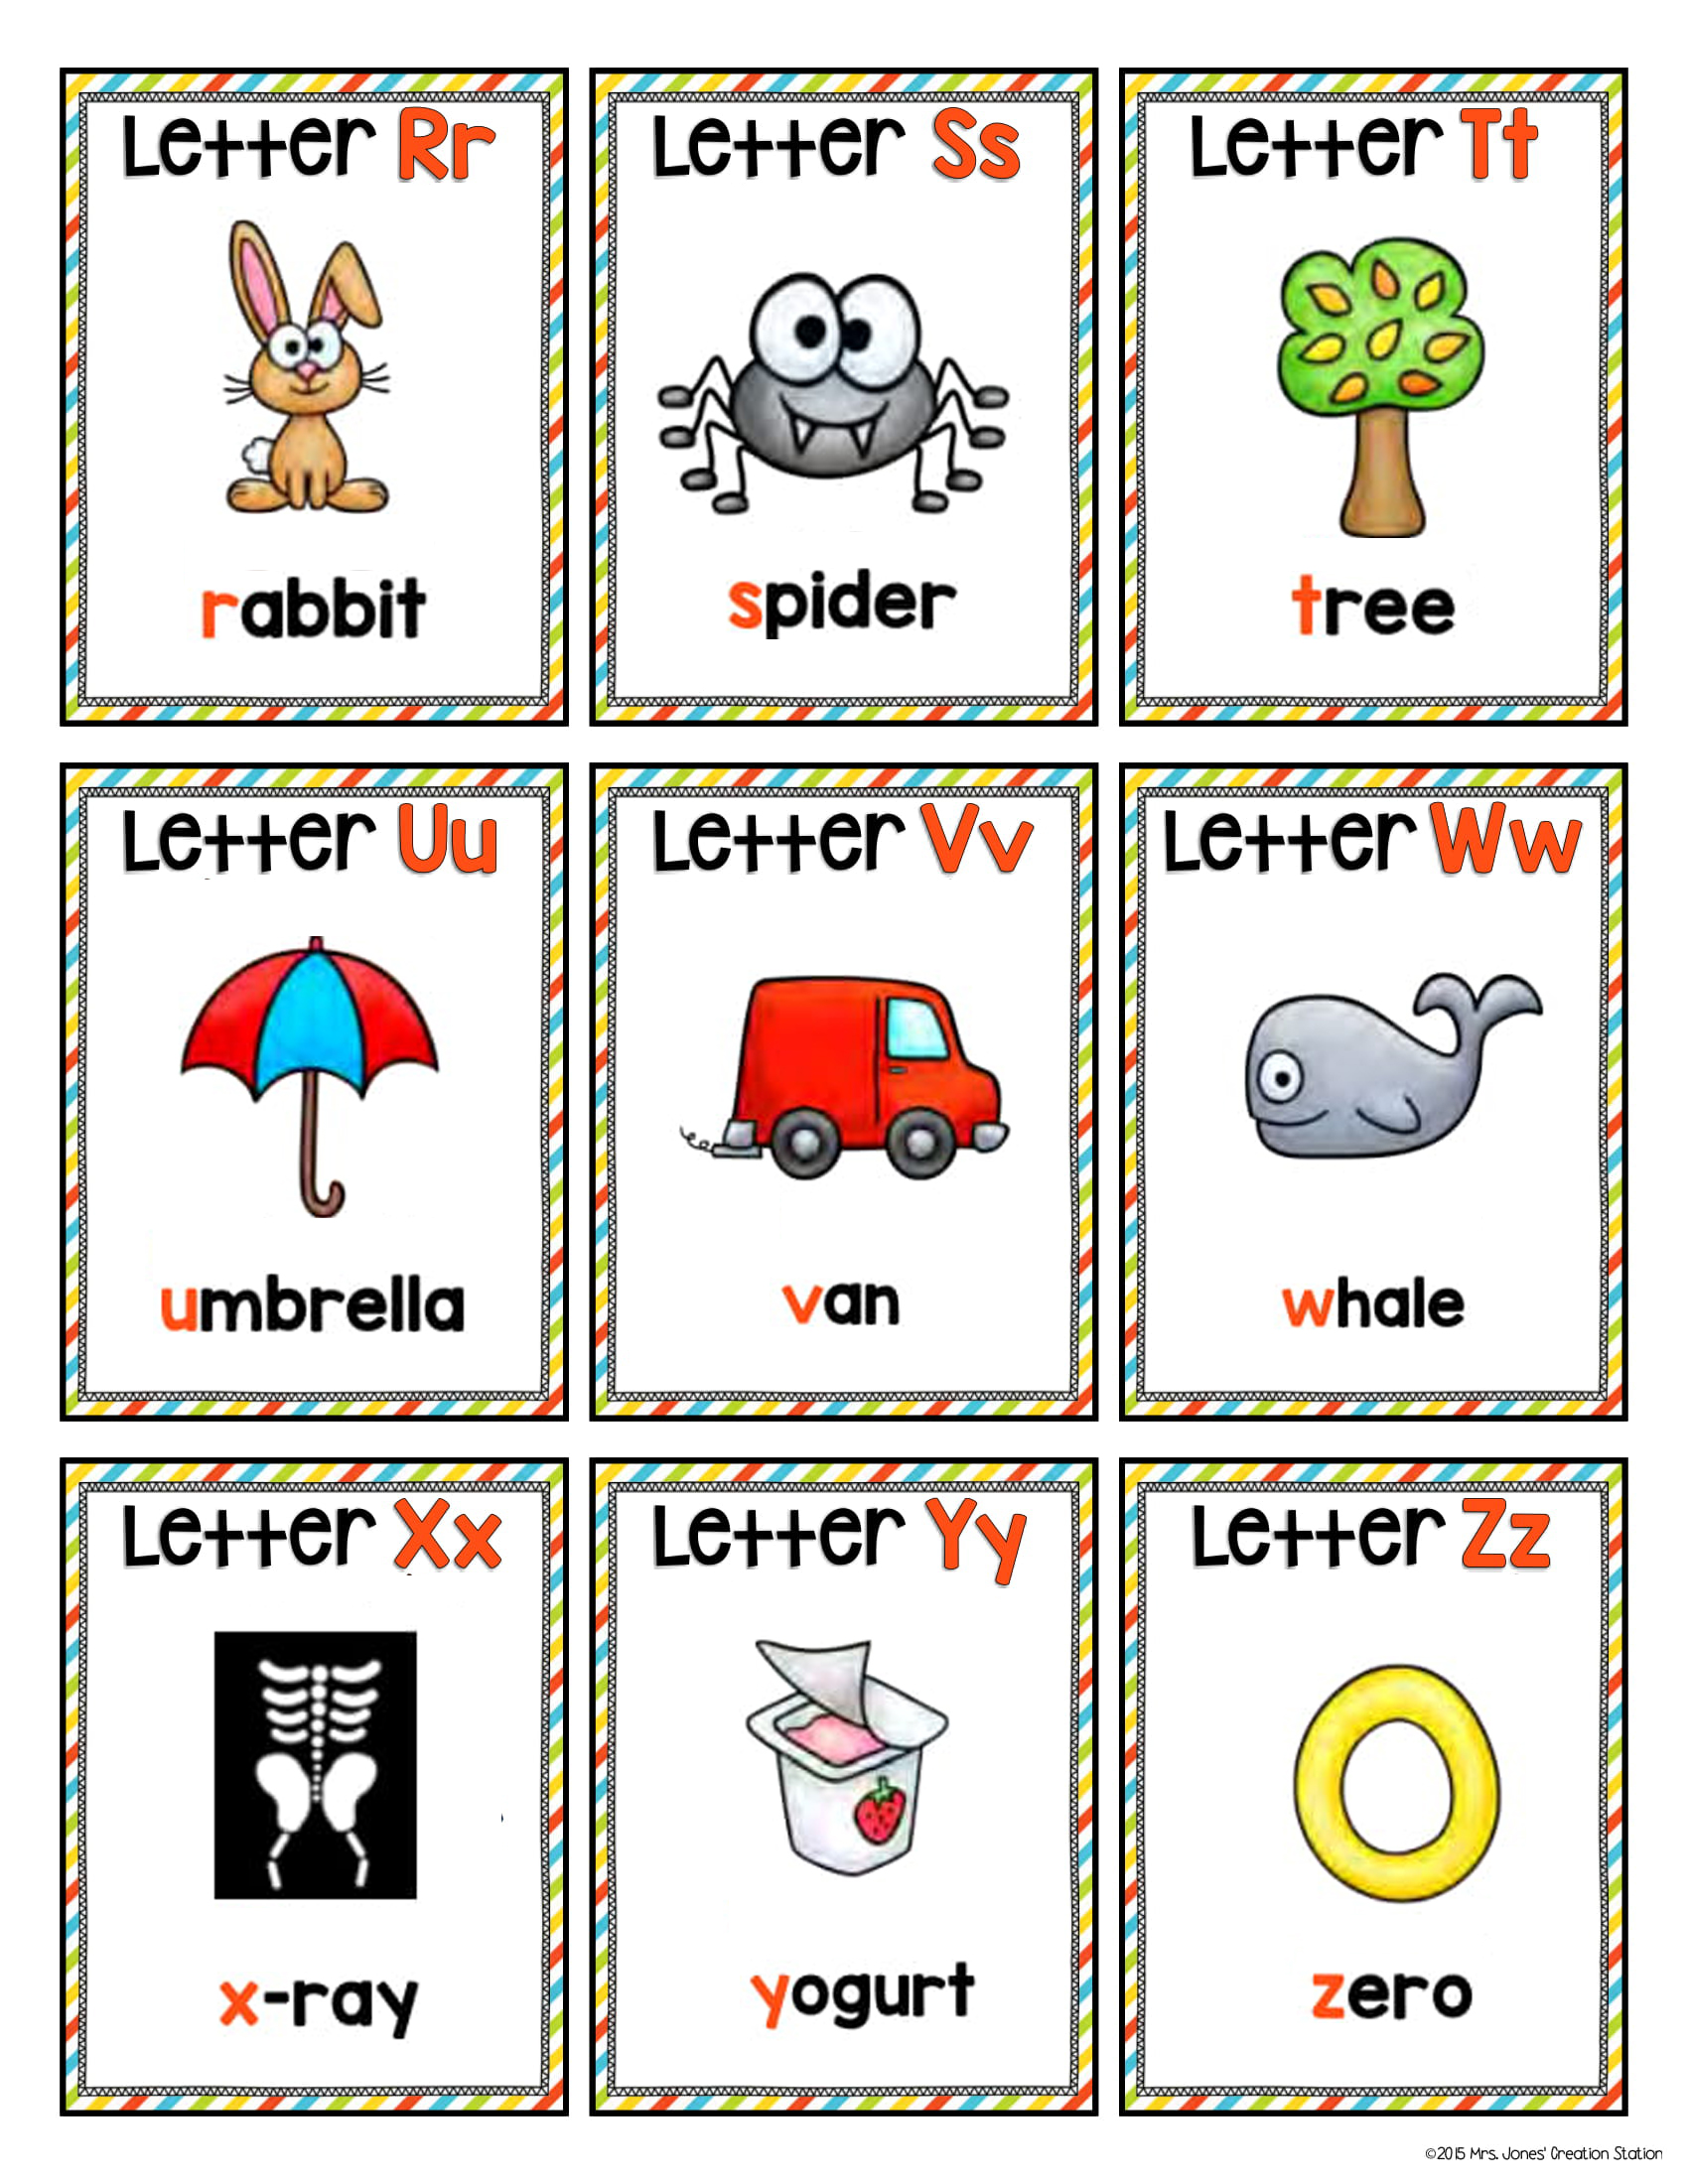 Letter Rr
rabbit
Letter Ss
spider
Letter Tt
tree
Letter Uu
umbrella
Letter Vv
van
Letter Ww
whale
Letter Xx
x-ray
Letter Yy
yogurt
Letter Zz
zero
©2015 Mrs. Jones' Creation Station